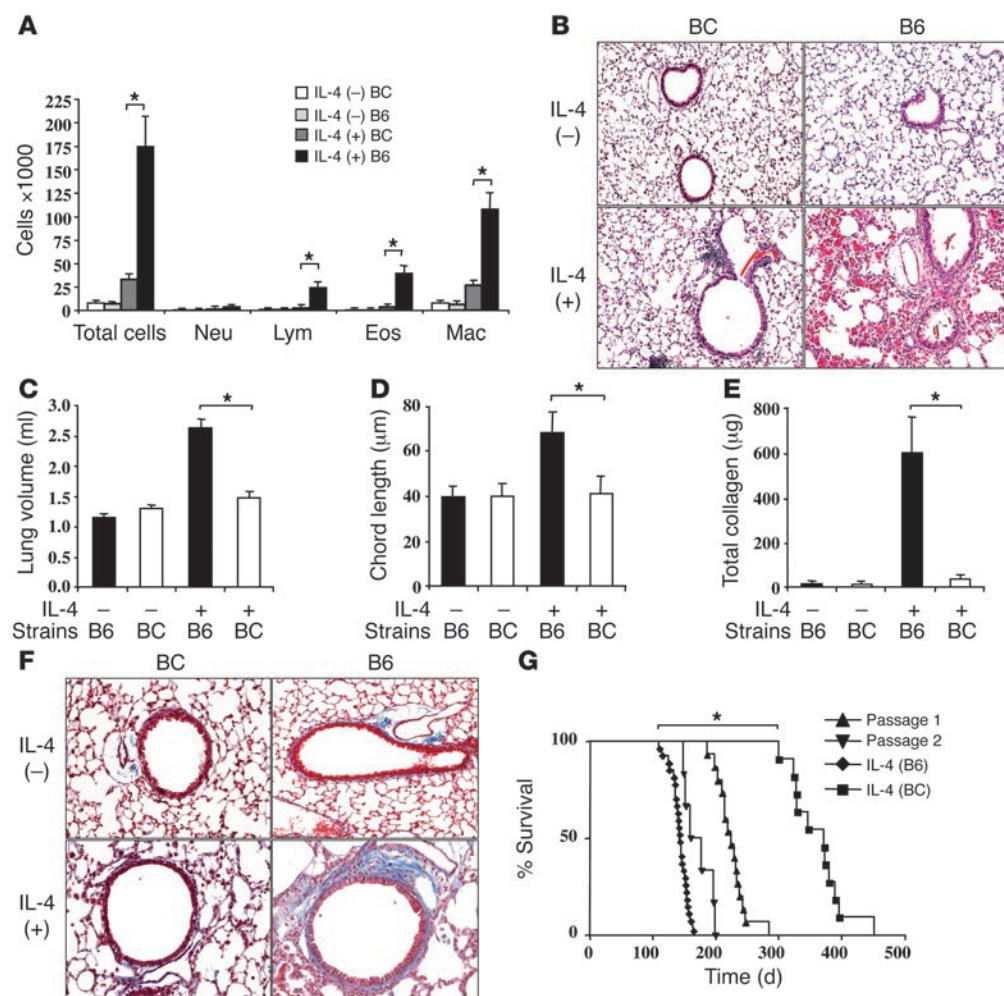 A
Cells ×1000
225
200
175
150
125
100
75
50
25
0
* * * *
IL-4 (–) BC
IL-4 (–) B6
IL-4 (+) BC
IL-4 (+) B6
Total cells Neu Lym Eos Mac
B
BC B6
IL-4
(–)
IL-4
(+)
C
Lung volume (ml)
3.0
2.5
2.0
1.5
1.0
0.5
0.0
*
IL-4 – – + +
Strains B6 BC B6 BC
D
Chord length (µm)
80
60
40
20
0
*
– – + +
Strains B6 BC B6 BC
E
Total collagen (µg)
800
600
400
200
0
*
IL-4 – – + +
Strains B6 BC B6 BC
F
BC B6
IL-4
(–)
IL-4
(+)
G
% Survival
100
50
0
*
Passage 1
Passage 2
IL-4 (B6)
IL-4 (BC)
0 100 200 300 400 500
Time (d)